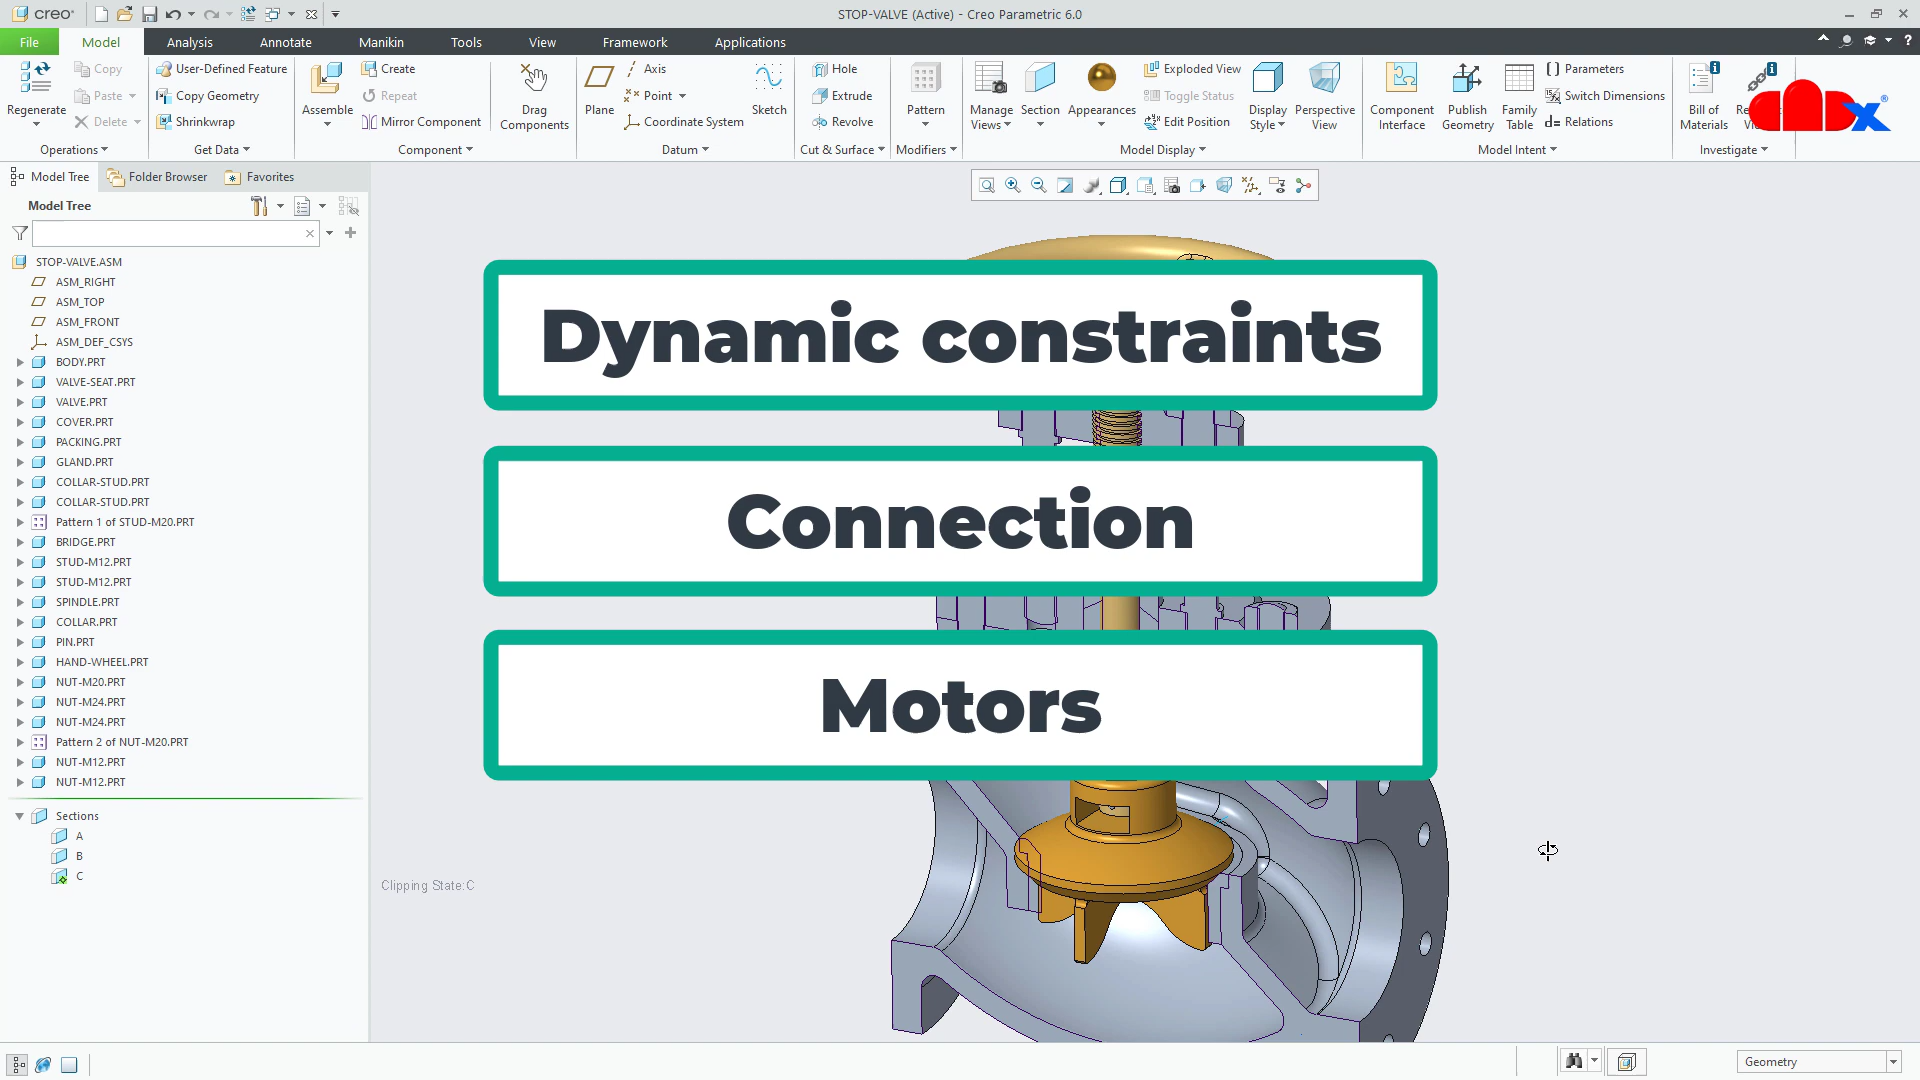 creo
STOP-VALVE (Active) - Creo Parametric 6.0
File
Model
Analysis
Annotate
Manikin
Tools
View
Framework
Applications
Regenerate
Copy
Paste
Delete
Operations
User-Defined Feature
Copy Geometry
Shrinkwrap
Get Data
Assemble
Create
Repeat
Mirror Component
Component
Drag
Components
Plane
Axis
Point
Coordinate System
Sketch
Datum
Hole
Extrude
Revolve
Cut & Surface
Pattern
Modifiers
Manage
Views
Section
Appearances
Exploded View
Toggle Status
Edit Position
Display
Style
Perspective
View
Model Display
Component
Interface
Publish
Geometry
Family
Table
Parameters
Switch Dimensions
d= Relations
Model Intent
Bill of
Materials
Investigate
CADx®
Model Tree
Folder Browser
Favorites
Model Tree
STOP-VALVE.ASM
ASM_RIGHT
ASM_TOP
ASM_FRONT
ASM_DEF_CSYS
BODY.PRT
VALVE-SEAT.PRT
VALVE.PRT
COVER.PRT
PACKING.PRT
GLAND.PRT
COLLAR-STUD.PRT
COLLAR-STUD.PRT
Pattern 1 of STUD-M20.PRT
BRIDGE.PRT
STUD-M12.PRT
STUD-M12.PRT
SPINDLE.PRT
COLLAR.PRT
PIN.PRT
HAND-WHEEL.PRT
NUT-M20.PRT
NUT-M24.PRT
NUT-M24.PRT
Pattern 2 of NUT-M20.PRT
NUT-M12.PRT
NUT-M12.PRT
Sections
A
B
C
Dynamic constraints
Connection
Motors
Clipping State:C
Geometry